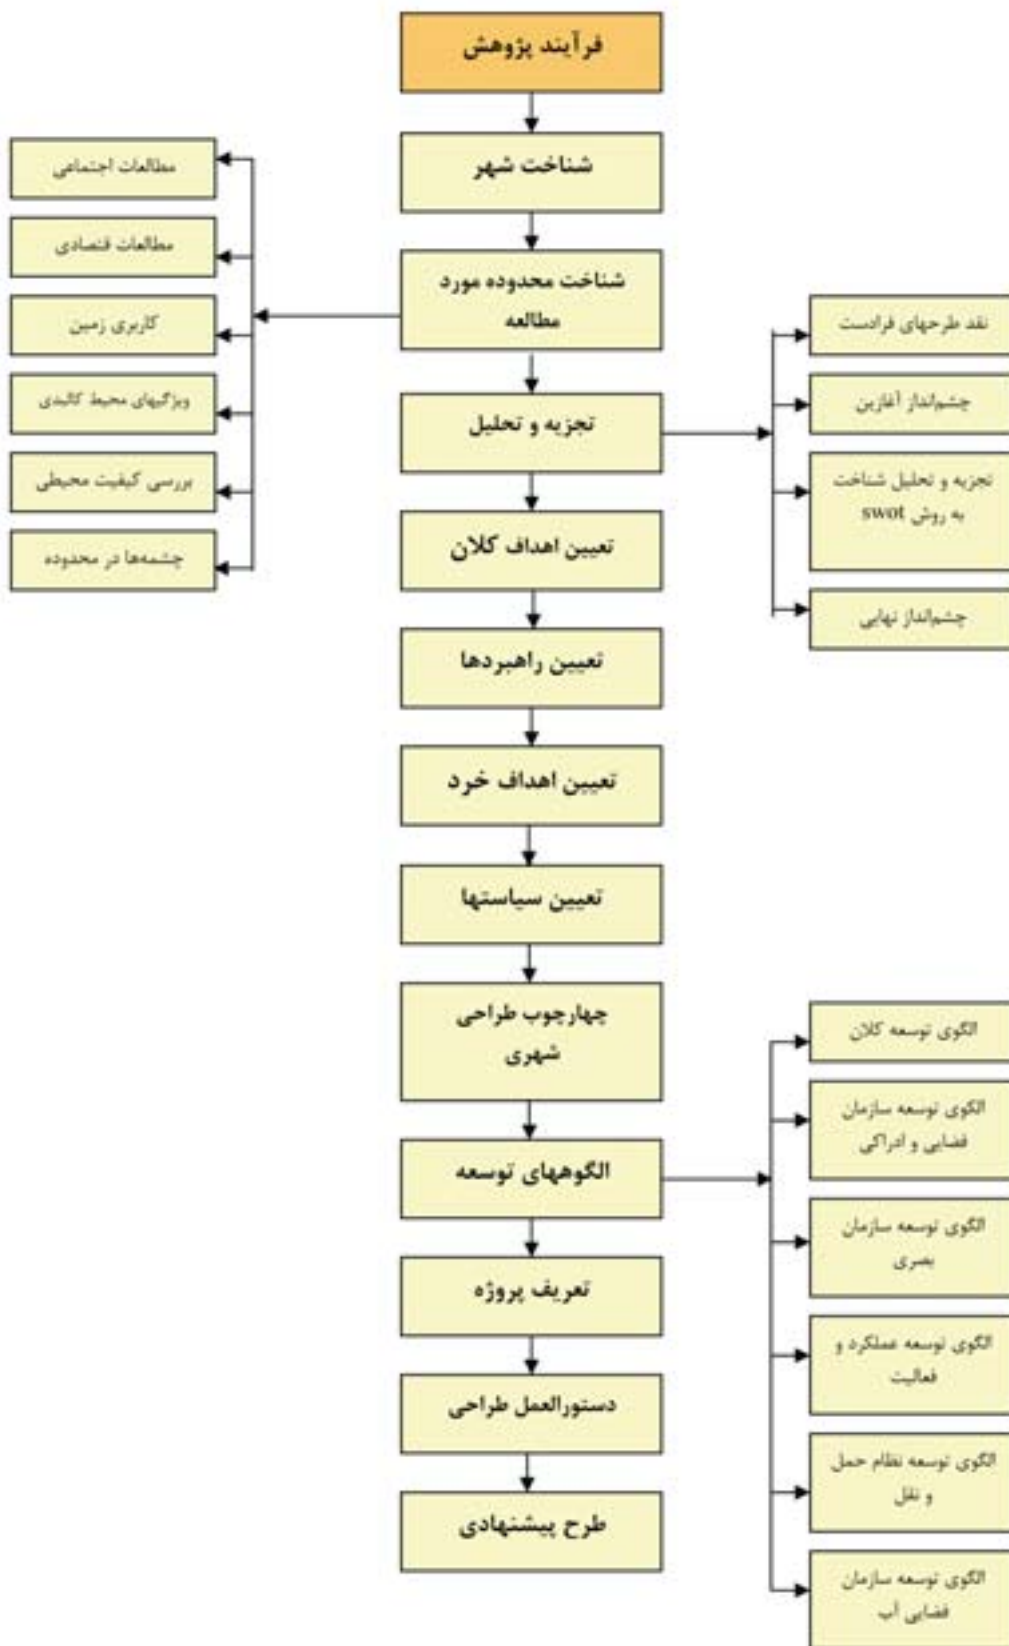 فرآیند پژوهش
شناخت شهر
شناخت محدوده مورد
مطالعه
تجزیه و تحلیل
تعیین اهداف کلان
تعیین راهبردها
تعیین اهداف خرد
تعیین سیاستها
چهارچوب طراحی
شهری
الگوههای توسعه
تعریف پروژه
دستورالعمل طراحی
طرح پیشنهادی
مطالعات اجتماعی
مطالعات قتصادی
کاربری زمین
ویژگیهای محیط کالبدی
بررسی کیفیت محیطی
چشمه‌ها در محدوده
نقد طرحهای فرادست
چشم‌انداز آغازین
تجزیه و تحلیل شناخت
به روش swot
چشم‌انداز نهایی
الگوی توسعه کلان
الگوی توسعه سازمان
فضایی و ادراکی
الگوی توسعه سازمان
بصری
الگوی توسعه عملکرد و
فعالیت
الگوی توسعه نظام حمل
و نقل
الگوی توسعه سازمان
فضایی آب